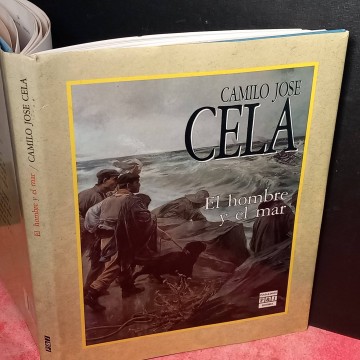 El hombre y el mar / CAMILO JOSE CELA
CAMILO JOSE
CELA
El hombre
y el mar